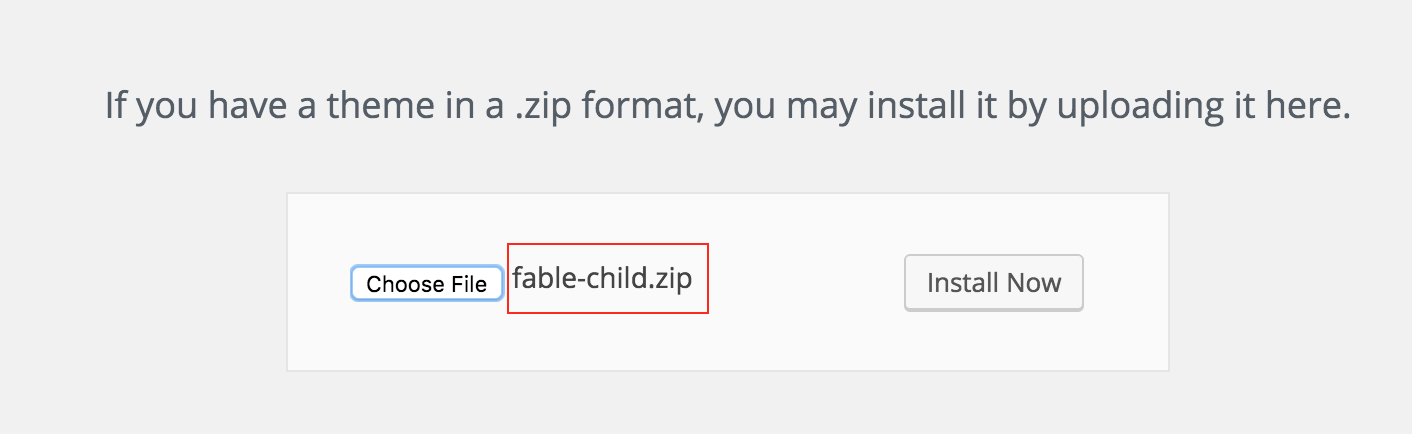 If you have a theme in a .zip format, you may install it by uploading it here.
Choose File fable-child.zip Install Now